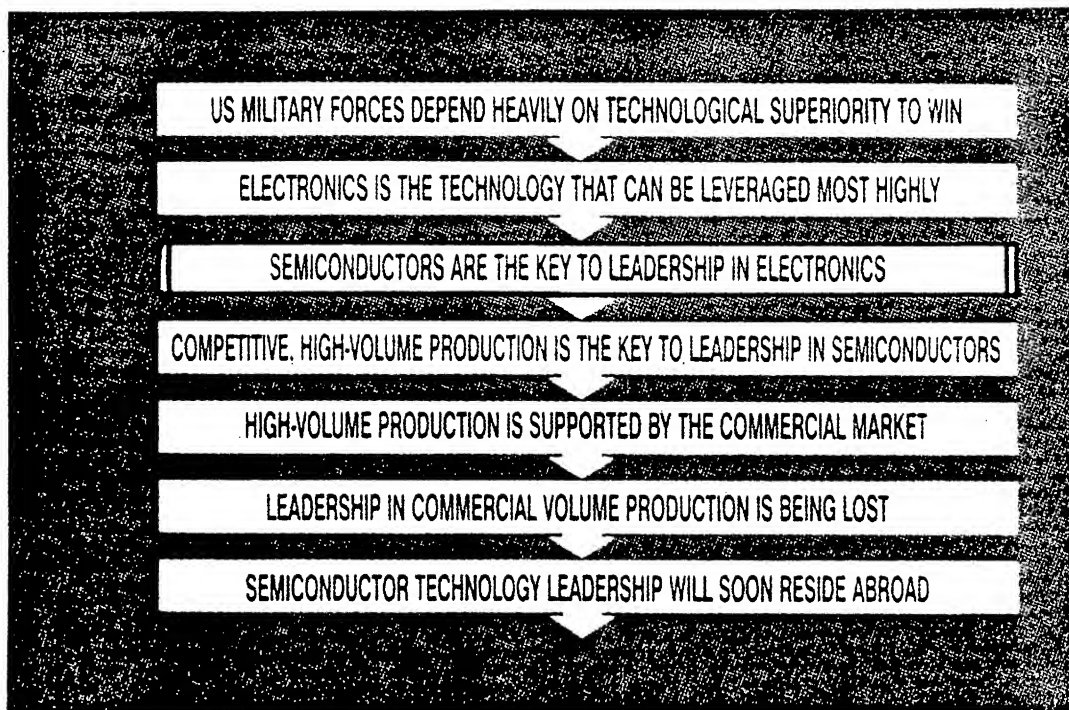 US MILITARY FORCES DEPEND HEAVILY ON TECHNOLOGICAL SUPERIORITY TO WIN
ELECTRONICS IS THE TECHNOLOGY THAT CAN BE LEVERAGED MOST HIGHLY
SEMICONDUCTORS ARE THE KEY TO LEADERSHIP IN ELECTRONICS
COMPETITIVE, HIGH-VOLUME PRODUCTION IS THE KEY TO LEADERSHIP IN SEMICONDUCTORS
HIGH-VOLUME PRODUCTION IS SUPPORTED BY THE COMMERCIAL MARKET
LEADERSHIP IN COMMERCIAL VOLUME PRODUCTION IS BEING LOST
SEMICONDUCTOR TECHNOLOGY LEADERSHIP WILL SOON RESIDE ABROAD